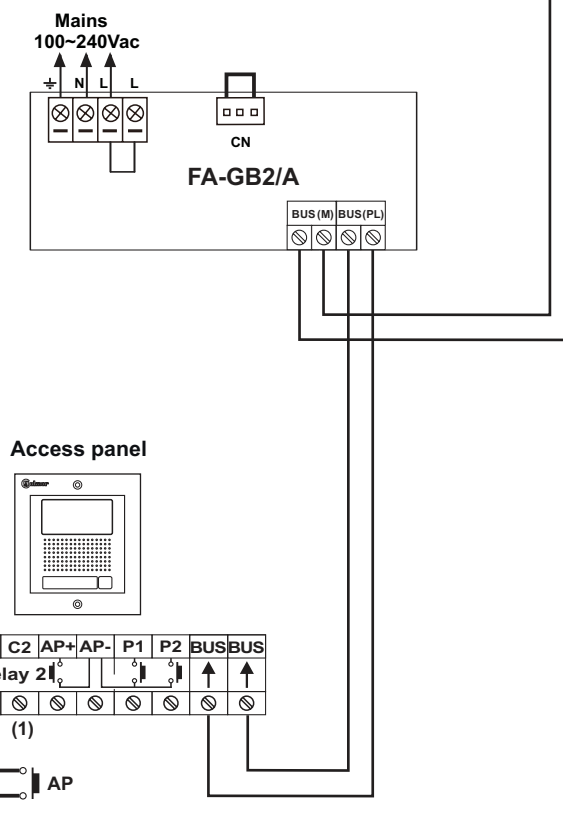 Mains
100~240Vac
N L L
CN
FA-GB2/A
BUS(M) BUS(PL)
Access panel
C2 AP+ AP- P1 P2 BUS BUS
elay 2
(1)
AP